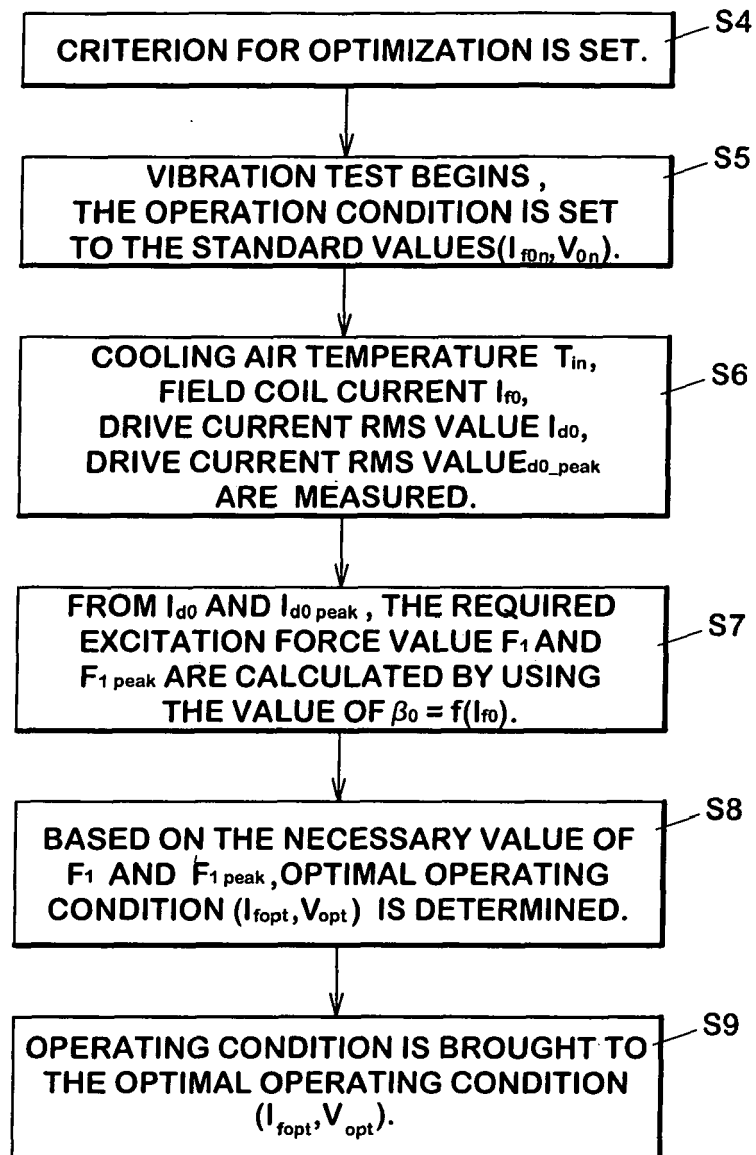 S4
CRITERION FOR OPTIMIZATION IS SET.
S5
VIBRATION TEST BEGINS ,
THE OPERATION CONDITION IS SET
TO THE STANDARD VALUES(If0n,V0n).
S6
COOLING AIR TEMPERATURE Tin,
FIELD COIL CURRENT If0,
DRIVE CURRENT RMS VALUE Id0,
DRIVE CURRENT RMS VALUEd0_peak
ARE MEASURED.
S7
FROM Id0 AND Id0 peak , THE REQUIRED
EXCITATION FORCE VALUE F1 AND
F1 peak ARE CALCULATED BY USING
THE VALUE OF β0 = f(If0).
S8
BASED ON THE NECESSARY VALUE OF
F1 AND F1 peak ,OPTIMAL OPERATING
CONDITION (Ifopt,Vopt) IS DETERMINED.
S9
OPERATING CONDITION IS BROUGHT TO
THE OPTIMAL OPERATING CONDITION
(Ifopt,Vopt).